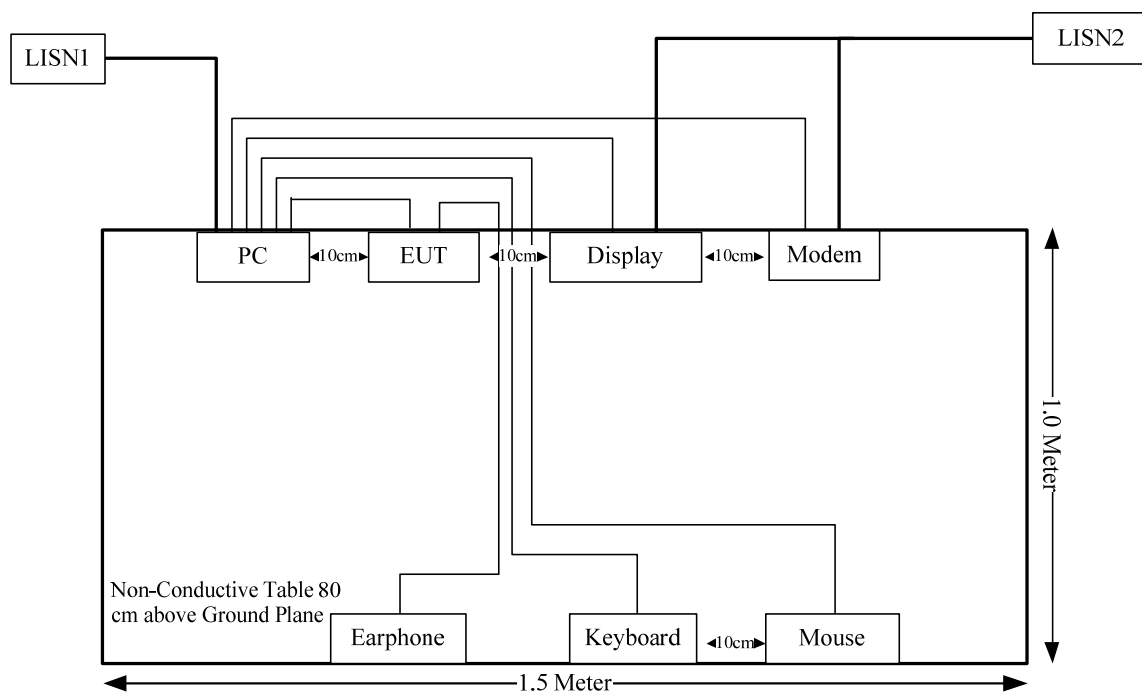 LISN1
LISN2
PC
10cm
EUT
10cm
Display
10cm
Modem
1.0 Meter
Non-Conductive Table 80
cm above Ground Plane
Earphone
Keyboard
10cm
Mouse
1.5 Meter